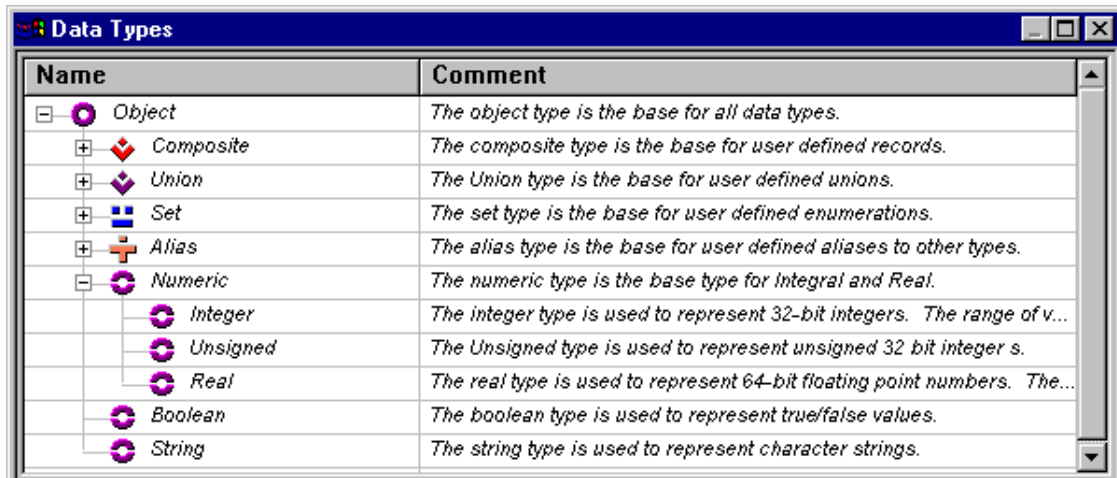 Data Types
Name Comment
Object The object type is the base for all data types.
Composite The composite type is the base for user defined records.
Union The Union type is the base for user defined unions.
Set The set type is the base for user defined enumerations.
Alias The alias type is the base for user defined aliases to other types.
Numeric The numeric type is the base type for Integral and Real.
Integer The integer type is used to represent 32-bit integers. The range of v...
Unsigned The Unsigned type is used to represent unsigned 32 bit integer s.
Real The real type is used to represent 64-bit floating point numbers. The...
Boolean The boolean type is used to represent true/false values.
String The string type is used to represent character strings.